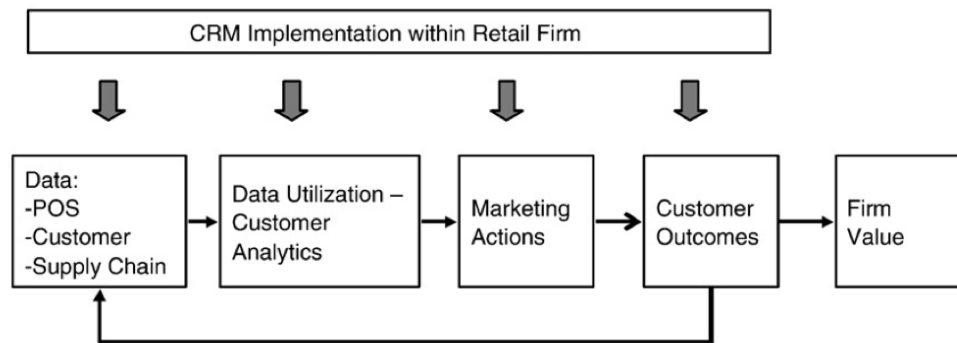 CRM Implementation within Retail Firm
Data:
-POS
-Customer
-Supply Chain
Data Utilization –
Customer
Analytics
Marketing
Actions
Customer
Outcomes
Firm
Value